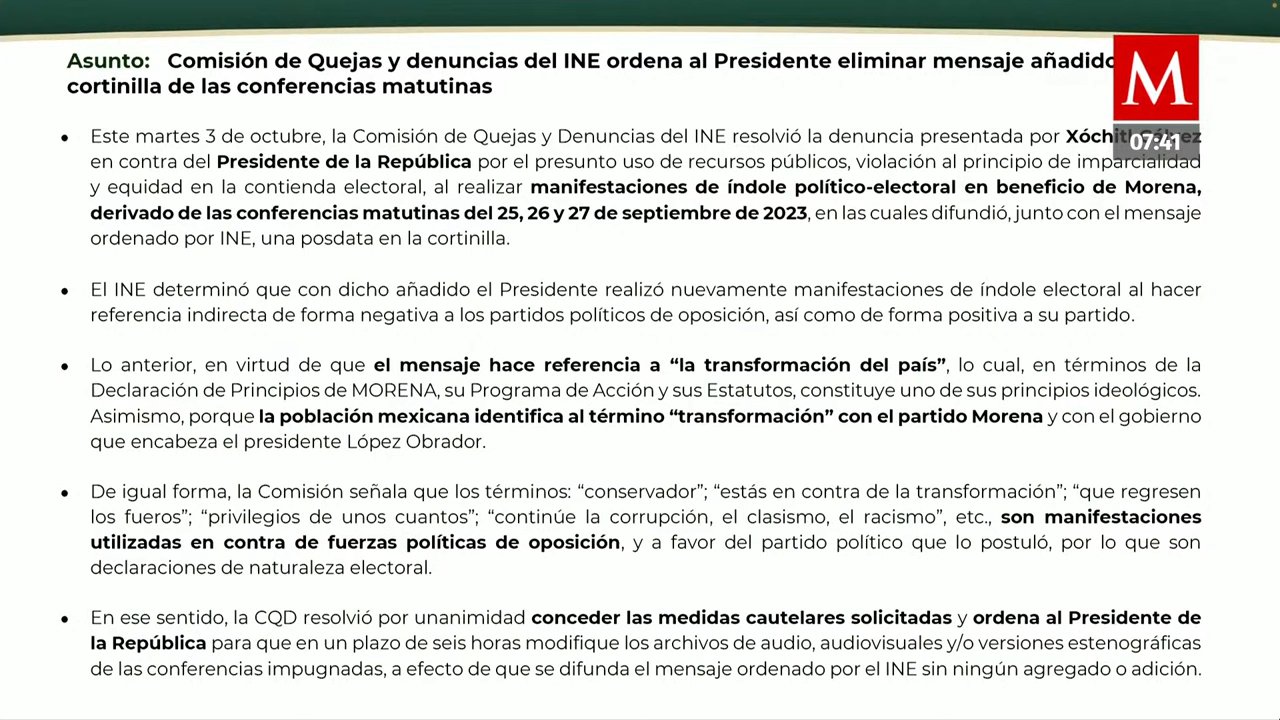 Asunto: Comisión de Quejas y denuncias del INE ordena al Presidente eliminar mensaje añadido
cortinilla de las conferencias matutinas
M
07:41
• Este martes 3 de octubre, la Comisión de Quejas y Denuncias del INE resolvió la denuncia presentada por Xóchitl Gálvez
en contra del Presidente de la República por el presunto uso de recursos públicos, violación al principio de imparcialidad
y equidad en la contienda electoral, al realizar manifestaciones de índole político-electoral en beneficio de Morena,
derivado de las conferencias matutinas del 25, 26 y 27 de septiembre de 2023, en las cuales difundió, junto con el mensaje
ordenado por INE, una posdata en la cortinilla.
• El INE determinó que con dicho añadido el Presidente realizó nuevamente manifestaciones de índole electoral al hacer
referencia indirecta de forma negativa a los partidos políticos de oposición, así como de forma positiva a su partido.
• Lo anterior, en virtud de que el mensaje hace referencia a “la transformación del país”, lo cual, en términos de la
Declaración de Principios de MORENA, su Programa de Acción y sus Estatutos, constituye uno de sus principios ideológicos.
Asimismo, porque la población mexicana identifica al término “transformación” con el partido Morena y con el gobierno
que encabeza el presidente López Obrador.
• De igual forma, la Comisión señala que los términos: “conservador”; “estás en contra de la transformación”; “que regresen
los fueros”; “privilegios de unos cuantos”; “continúe la corrupción, el clasismo, el racismo”, etc., son manifestaciones
utilizadas en contra de fuerzas políticas de oposición, y a favor del partido político que lo postuló, por lo que son
declaraciones de naturaleza electoral.
• En ese sentido, la CQD resolvió por unanimidad conceder las medidas cautelares solicitadas y ordena al Presidente de
la República para que en un plazo de seis horas modifique los archivos de audio, audiovisuales y/o versiones estenográficas
de las conferencias impugnadas, a efecto de que se difunda el mensaje ordenado por el INE sin ningún agregado o adición.